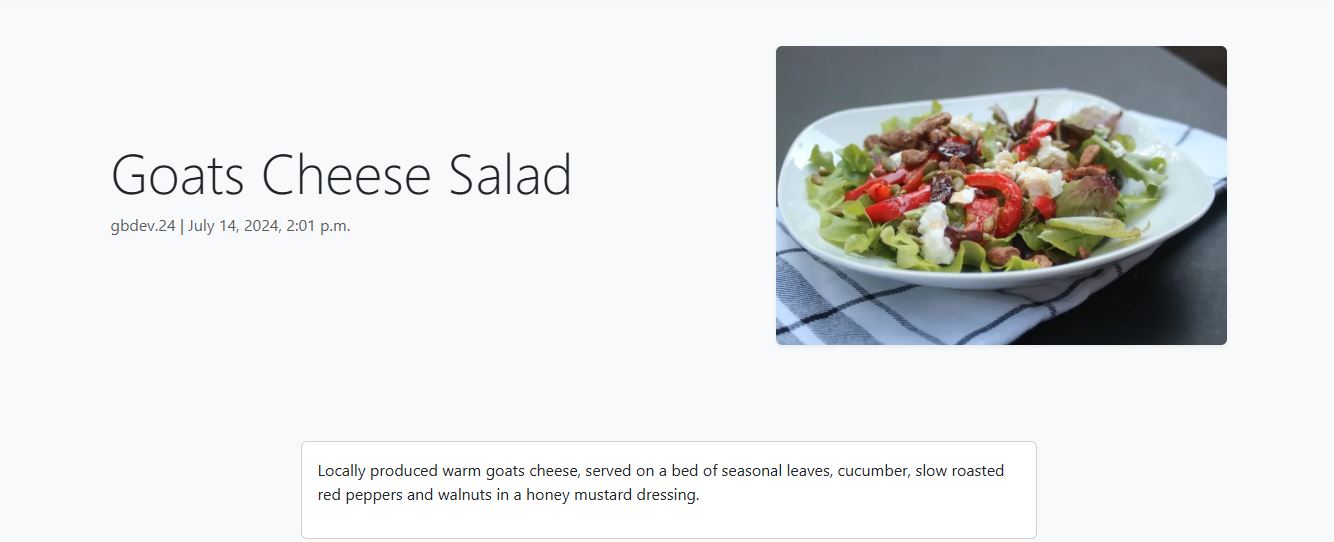 Goats Cheese Salad
gbdev.24 | July 14, 2024, 2:01 p.m.
Locally produced warm goats cheese, served on a bed of seasonal leaves, cucumber, slow roasted
red peppers and walnuts in a honey mustard dressing.